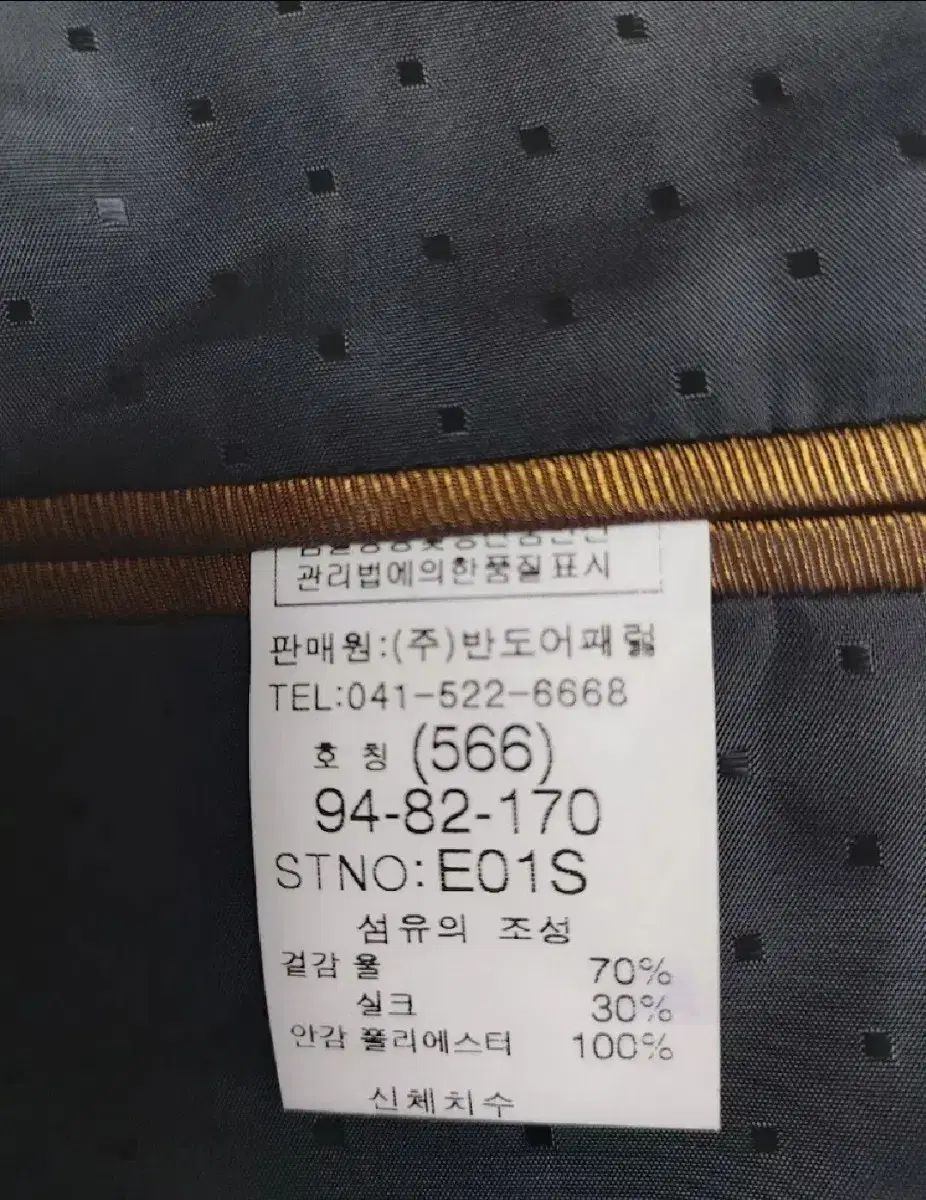 관리법에의한품질표시
판매원:(주)반도어패럴
TEL:041-522-6668
호 칭 (566)
94-82-170
STNO:E01S
섬유의 조성
겉감 울 70%
실크 30%
안감 폴리에스터 100%
신체치수